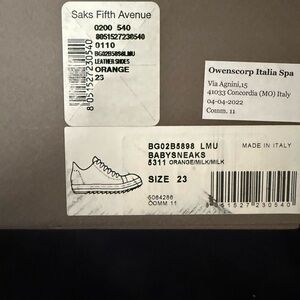 Saks Fifth Avenue
0200 540
8051527230540
0110
BG02B5898LMU
LEATHER SHOES
ORANGE
23
8051527230540
Owenscorp Italia Spa
Via Agnini,15
41033 Concordia (MO) Italy
04-04-2022
Comm. 11
BG02B5898 LMU
MADE IN ITALY
BABYSNEAKS
5311 ORANGE/MILK/MILK
SIZE 23
5064286
COMM.11